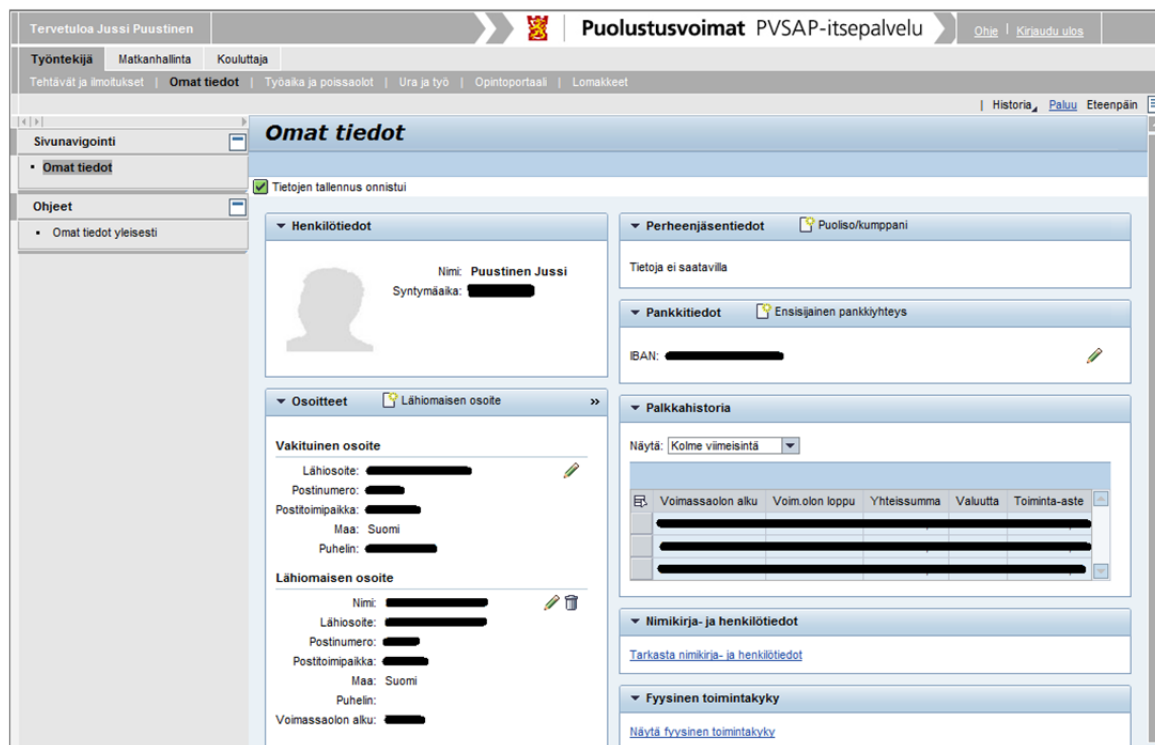 Tervetuloa Jussi Puustinen
Puolustusvoimat PVSAP-itsepalvelu
Ohje | Kirjaudu ulos
Työntekijä Matkanhallinta Kouluttaja
Tehtävät ja ilmoitukset | Omat tiedot | Työaika ja poissaolot | Ura ja työ | Opintoportaali | Lomakkeet
| Historia Paluu Eteenpäin
Sivunavigointi
Omat tiedot
Ohjeet
Omat tiedot yleisesti
Omat tiedot
Tietojen tallennus onnistui
Henkilötiedot
Nimi: Puustinen Jussi
Syntymäaika:
Osoitteet Lähiomaisen osoite »
Vakituinen osoite
Lähiosoite:
Postinumero:
Postitoimipaikka:
Maa: Suomi
Puhelin:
Lähiomaisen osoite
Nimi:
Lähiosoite:
Postinumero:
Postitoimipaikka:
Maa: Suomi
Puhelin:
Voimassaolon alku:
Perheenjäsentiedot Puoliso/kumppani
Tietoja ei saatavilla
Pankkitiedot Ensisijainen pankkiyhteys
IBAN:
Palkkahistoria
Näytä: Kolme viimeisintä
Voimassaolon alku Voim.olon loppu Yhteissumma Valuutta Toiminta-aste
Nimikirja- ja henkilötiedot
Tarkasta nimikirja- ja henkilötiedot
Fyysinen toimintakyky
Näytä fyysinen toimintakyky